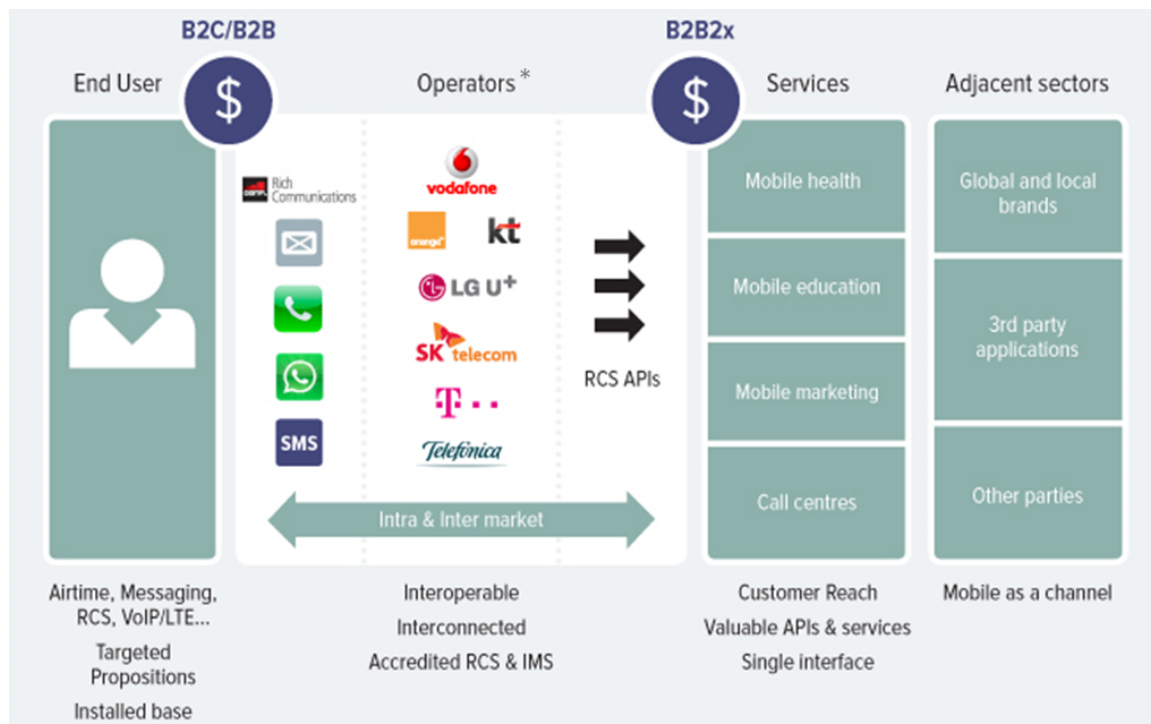 B2C/B2B
B2B2x
End User
$
Operators *
$
Services
Adjacent sectors
Rich
Communications
vodafone
orange™
kt
LG U+
SK telecom
T
Telefónica
SMS
RCS APIs
Intra & Inter market
Mobile health
Mobile education
Mobile marketing
Call centres
Global and local
brands
3rd party
applications
Other parties
Airtime, Messaging,
RCS, VoIP/LTE...
Targeted
Propositions
Installed base
Interoperable
Interconnected
Accredited RCS & IMS
Customer Reach
Valuable APIs & services
Single interface
Mobile as a channel